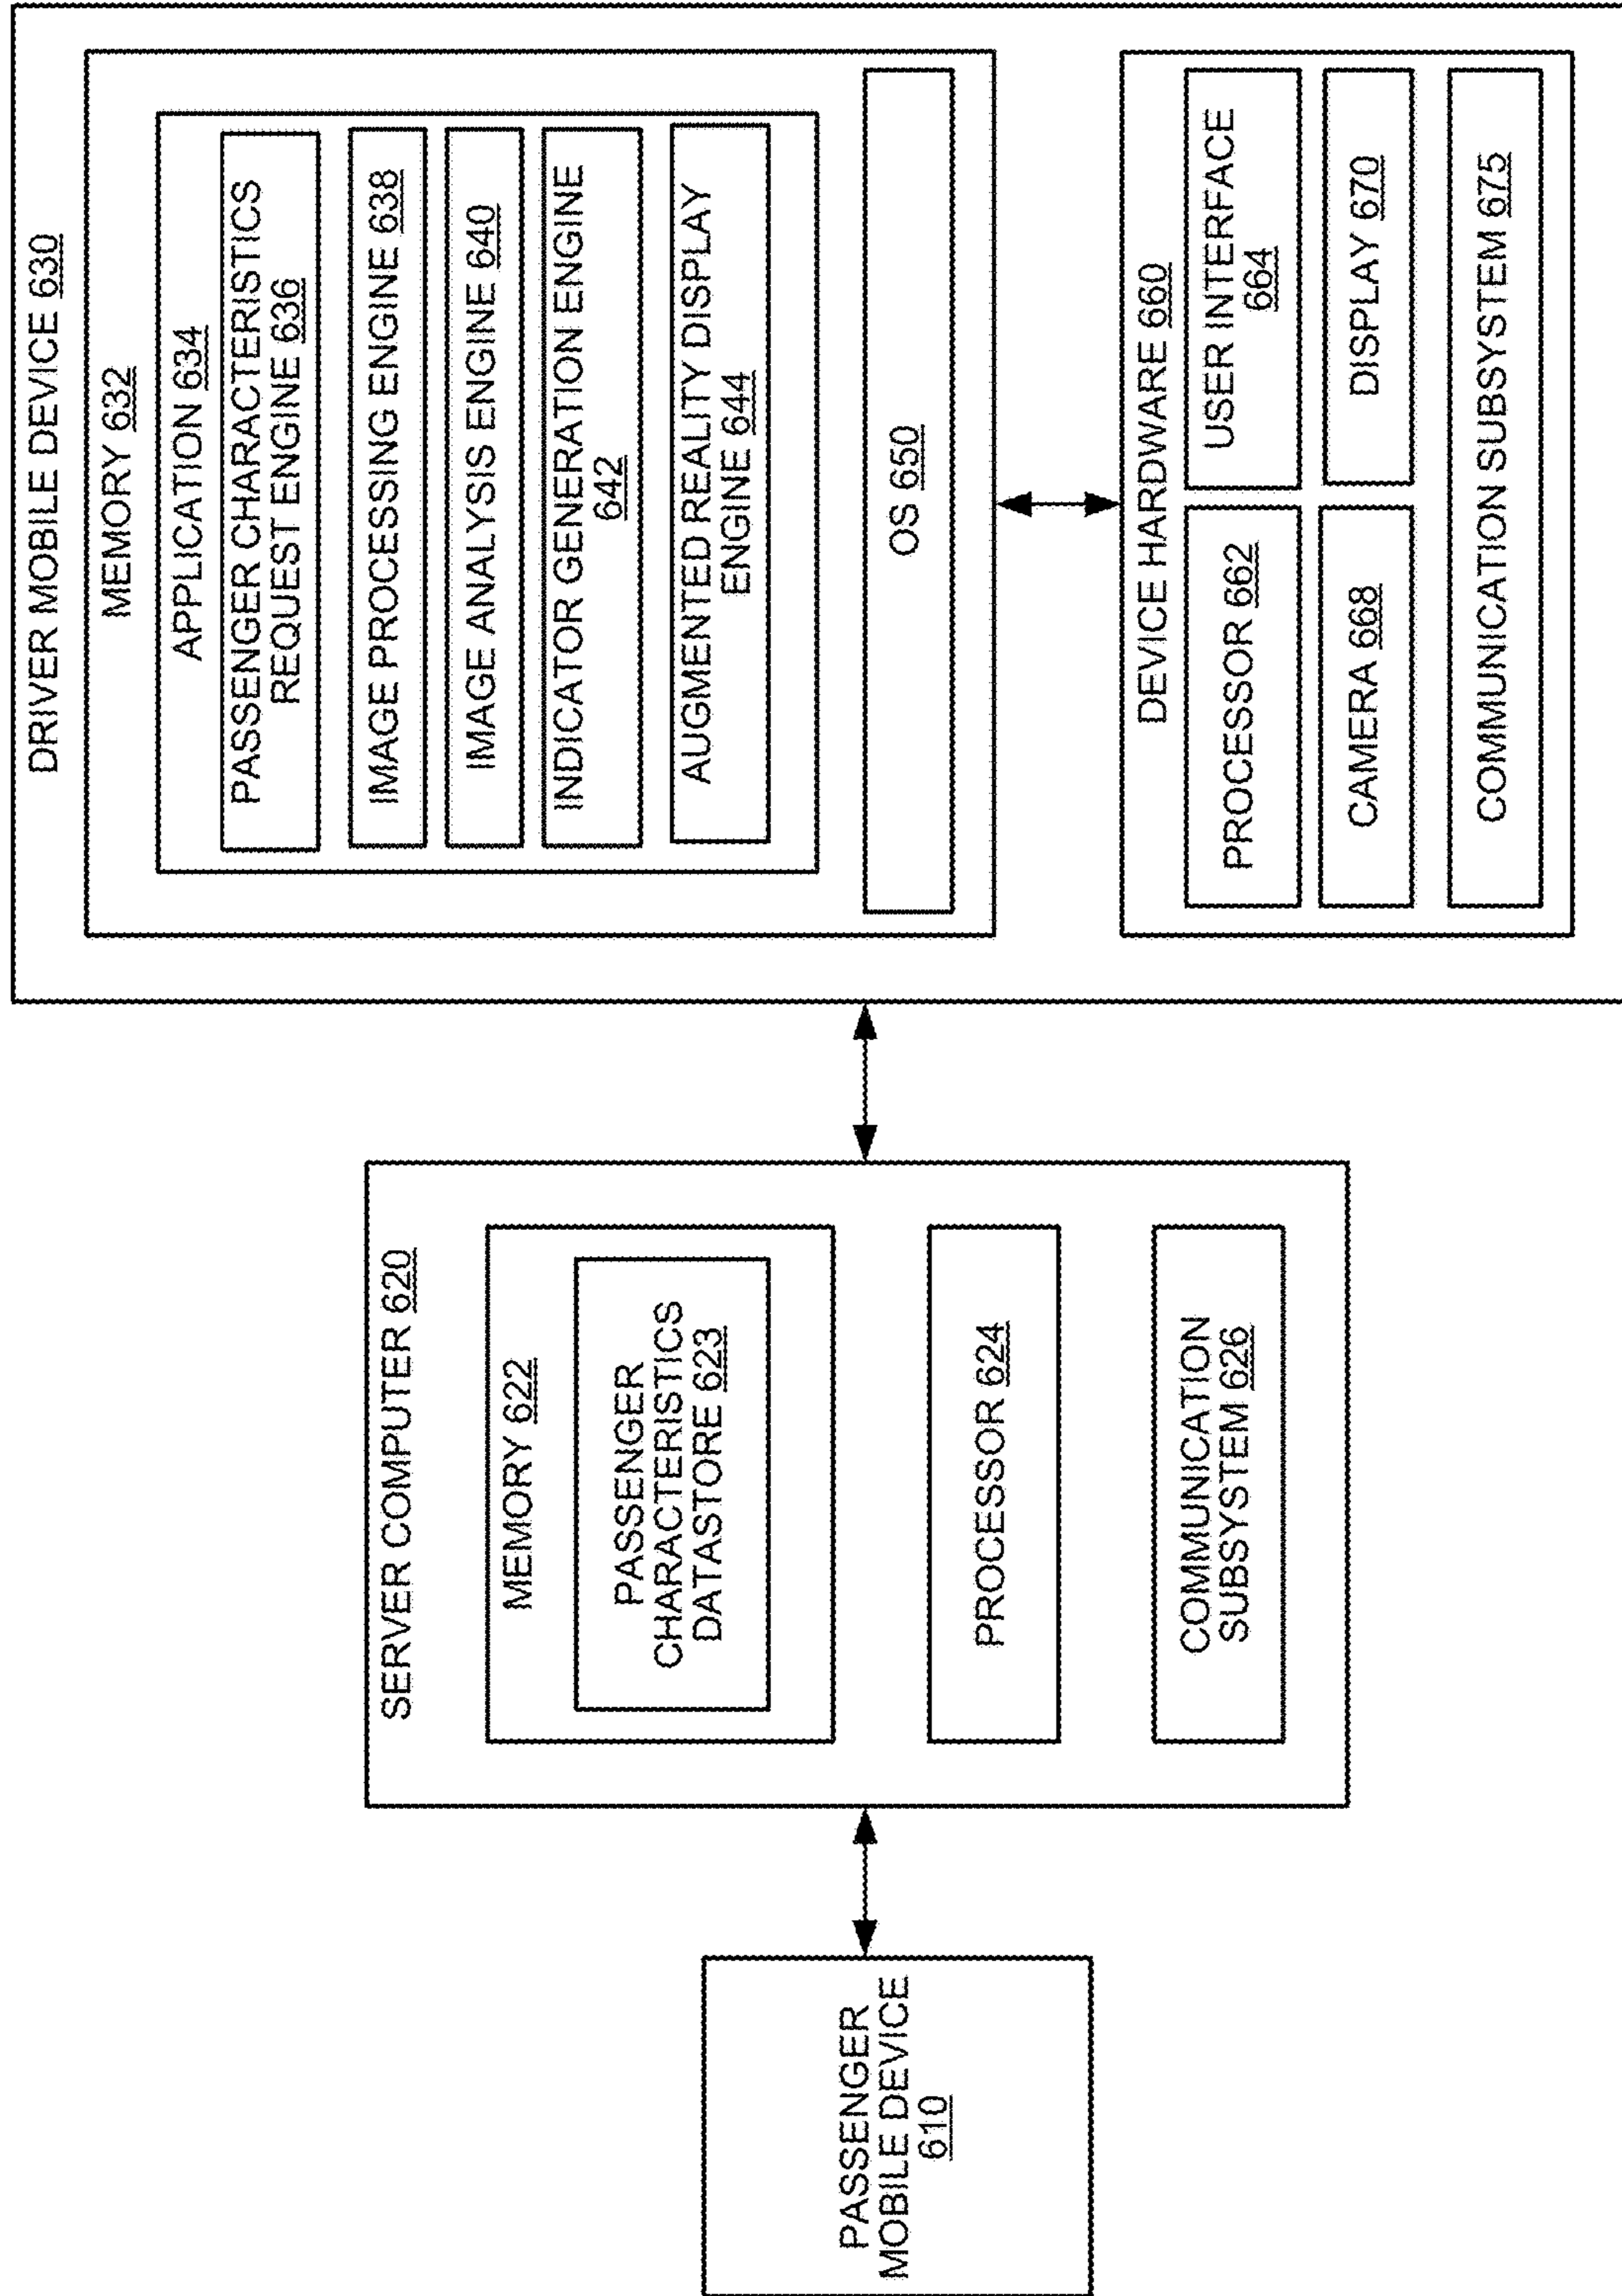 PASSENGER
MOBILE DEVICE
610
SERVER COMPUTER 620
MEMORY 622
PASSENGER
CHARACTERISTICS
DATASTORE 623
PROCESSOR 624
COMMUNICATION
SUBSYSTEM 626
DRIVER MOBILE DEVICE 630
MEMORY 632
APPLICATION 634
PASSENGER CHARACTERISTICS
REQUEST ENGINE 636
IMAGE PROCESSING ENGINE 638
IMAGE ANALYSIS ENGINE 640
INDICATOR GENERATION ENGINE
642
AUGMENTED REALITY DISPLAY
ENGINE 644
OS 650
DEVICE HARDWARE 660
PROCESSOR 662
USER INTERFACE
664
CAMERA 668
DISPLAY 670
COMMUNICATION SUBSYSTEM 675